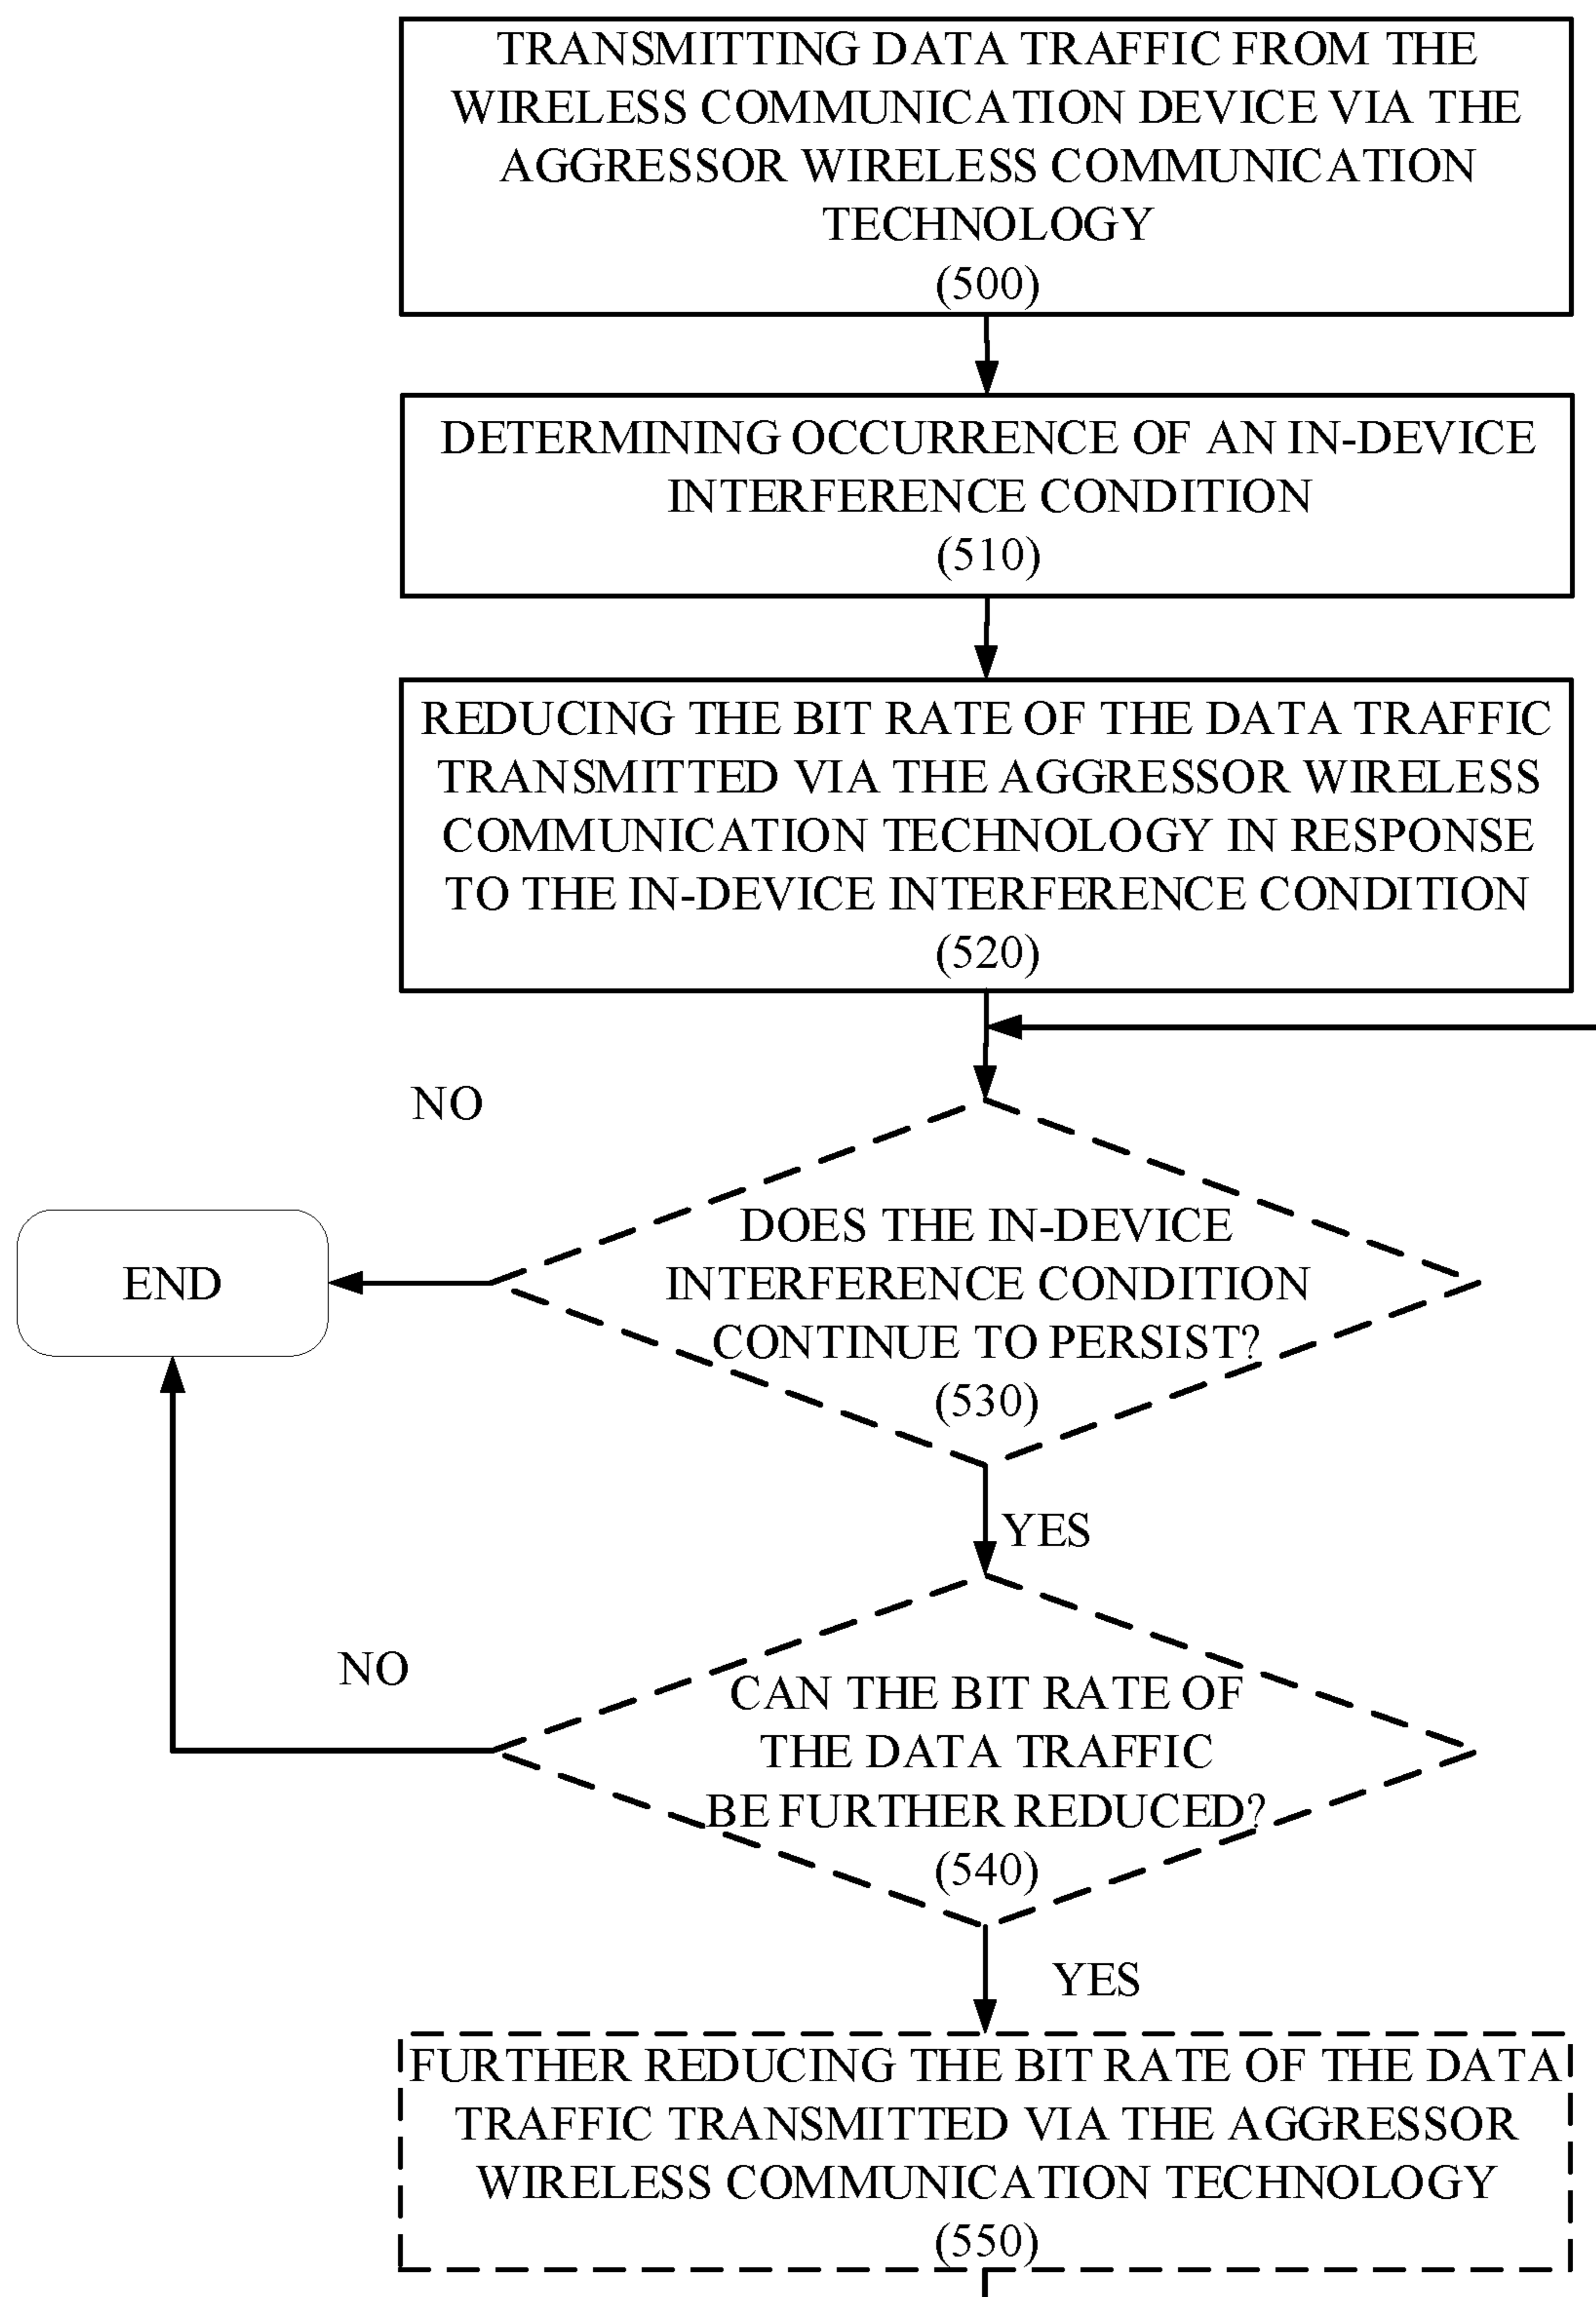 TRANSMITTING DATA TRAFFIC FROM THE
WIRELESS COMMUNICATION DEVICE VIA THE
AGGRESSOR WIRELESS COMMUNICATION
TECHNOLOGY
(500)
DETERMINING OCCURRENCE OF AN IN-DEVICE
INTERFERENCE CONDITION
(510)
REDUCING THE BIT RATE OF THE DATA TRAFFIC
TRANSMITTED VIA THE AGGRESSOR WIRELESS
COMMUNICATION TECHNOLOGY IN RESPONSE
TO THE IN-DEVICE INTERFERENCE CONDITION
(520)
NO
DOES THE IN-DEVICE
INTERFERENCE CONDITION
CONTINUE TO PERSIST?
(530)
END
YES
NO
CAN THE BIT RATE OF
THE DATA TRAFFIC
BE FURTHER REDUCED?
(540)
YES
FURTHER REDUCING THE BIT RATE OF THE DATA
TRAFFIC TRANSMITTED VIA THE AGGRESSOR
WIRELESS COMMUNICATION TECHNOLOGY
(550)